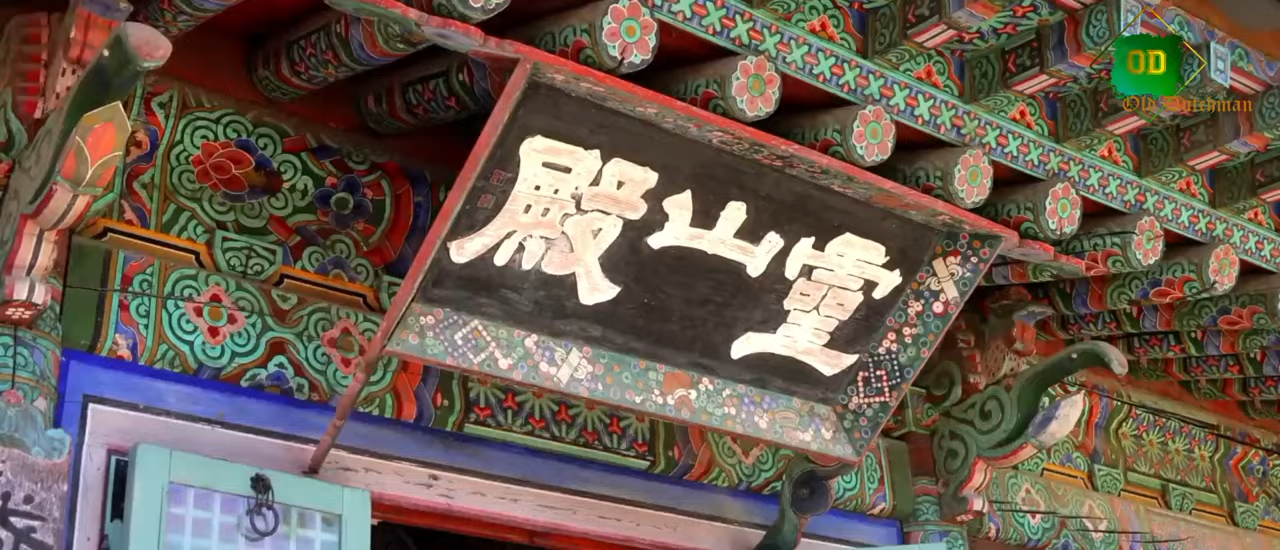 靈山殿
OD
Old Dutchman